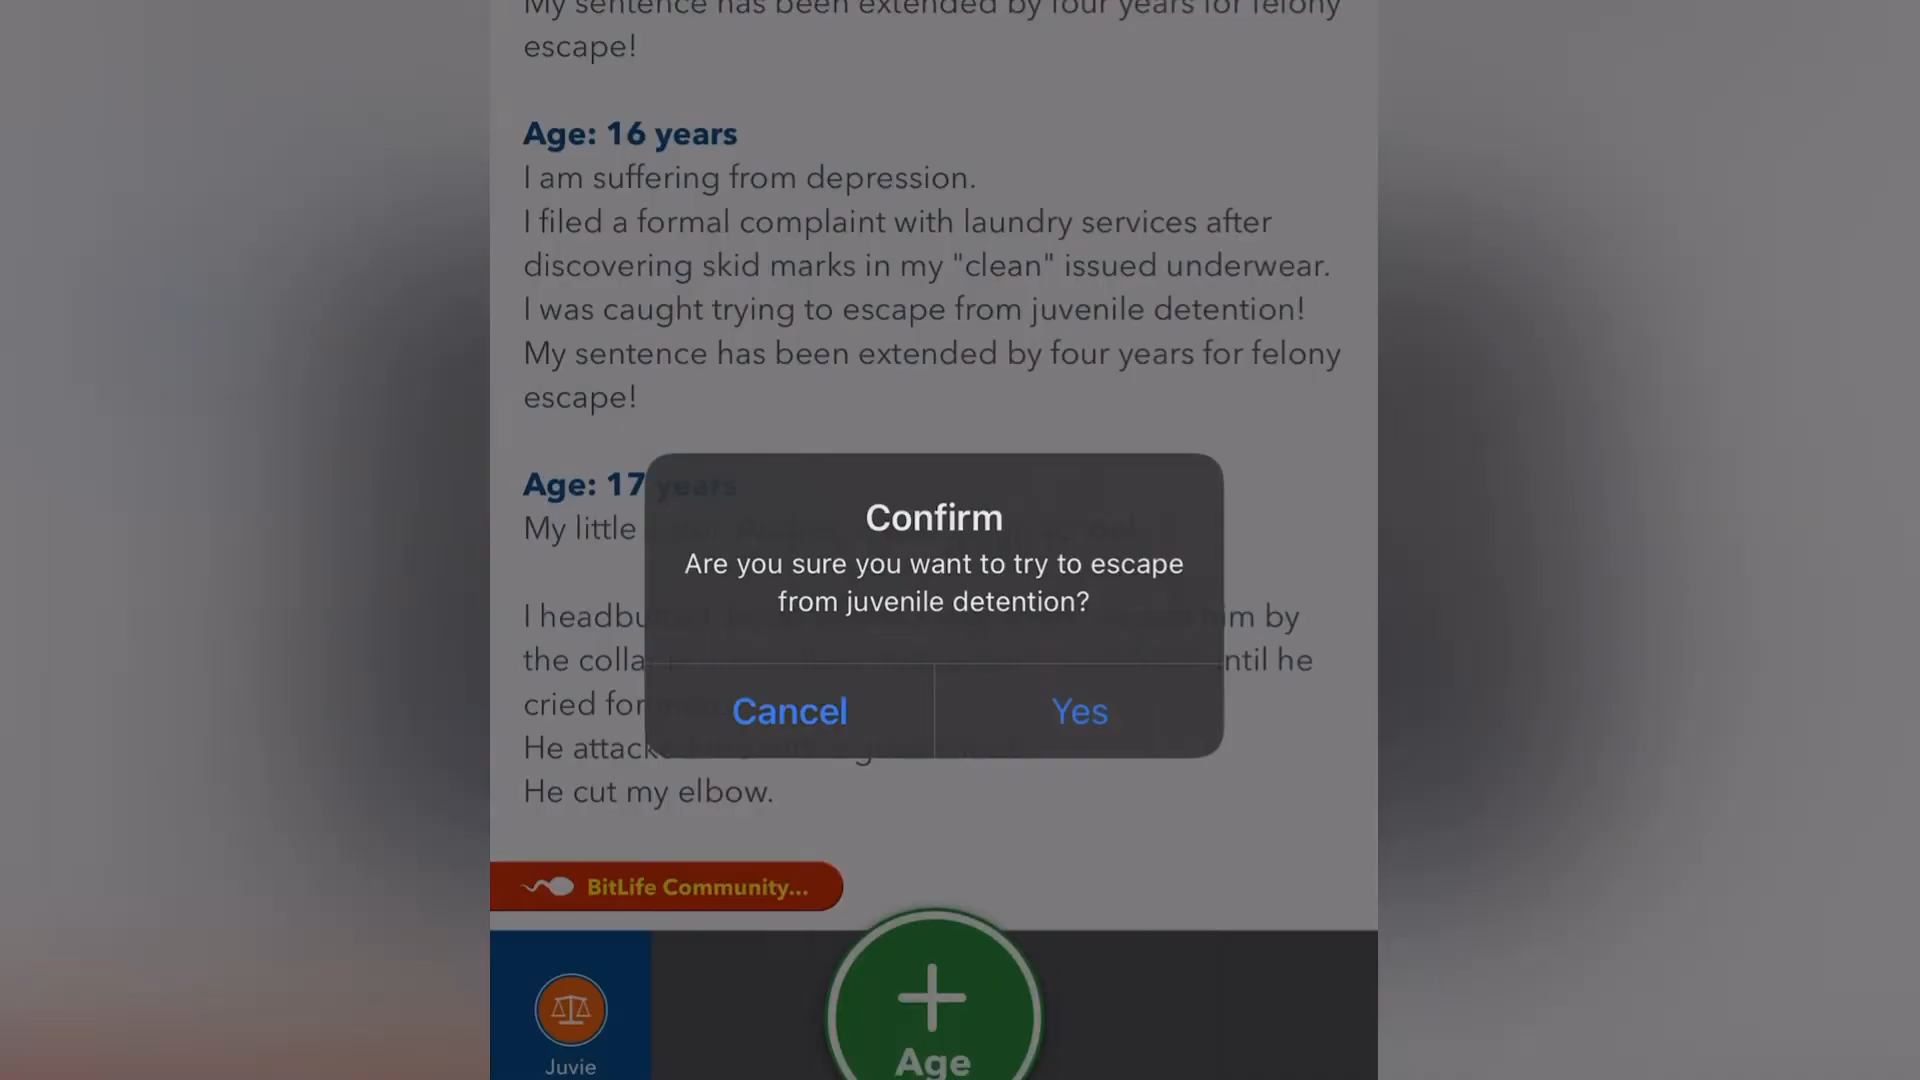 My sentence has been extended by four years for felony
escape!
Age: 16 years
I am suffering from depression.
I filed a formal complaint with laundry services after
discovering skid marks in my "clean" issued underwear.
I was caught trying to escape from juvenile detention!
My sentence has been extended by four years for felony
escape!
Age: 17 years
My little
I headbu
him by
the colla
ntil he
cried for
He attack
He cut my elbow.
Confirm
Are you sure you want to try to escape
from juvenile detention?
Cancel
Yes
BitLife Community...
Juvie
Age